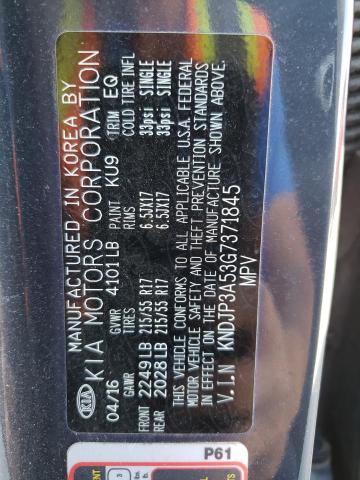 MANUFACTURED IN KOREA BY
KIA KIA MOTORS CORPORATION
04/16 GVWR 4101LB PAINT KU9 TRIM EQ
GAWR TIRES RIMS COLD TIRE INFL
FRONT 2249LB 215/55 R17 6.5JX17 33psi SINGLE
REAR 2028LB 215/55 R17 6.5JX17 33psi SINGLE
THIS VEHICLE CONFORMS TO ALL APPLICABLE U.S.A. FEDERAL
VEHICLE SAFETY AND THEFT PREVENTION STANDARDS
IN EFFECT ON THE DATE OF MANUFACTURE SHOWN ABOVE.
V.I.N KNDJP3A53G7371845
MPV
P61